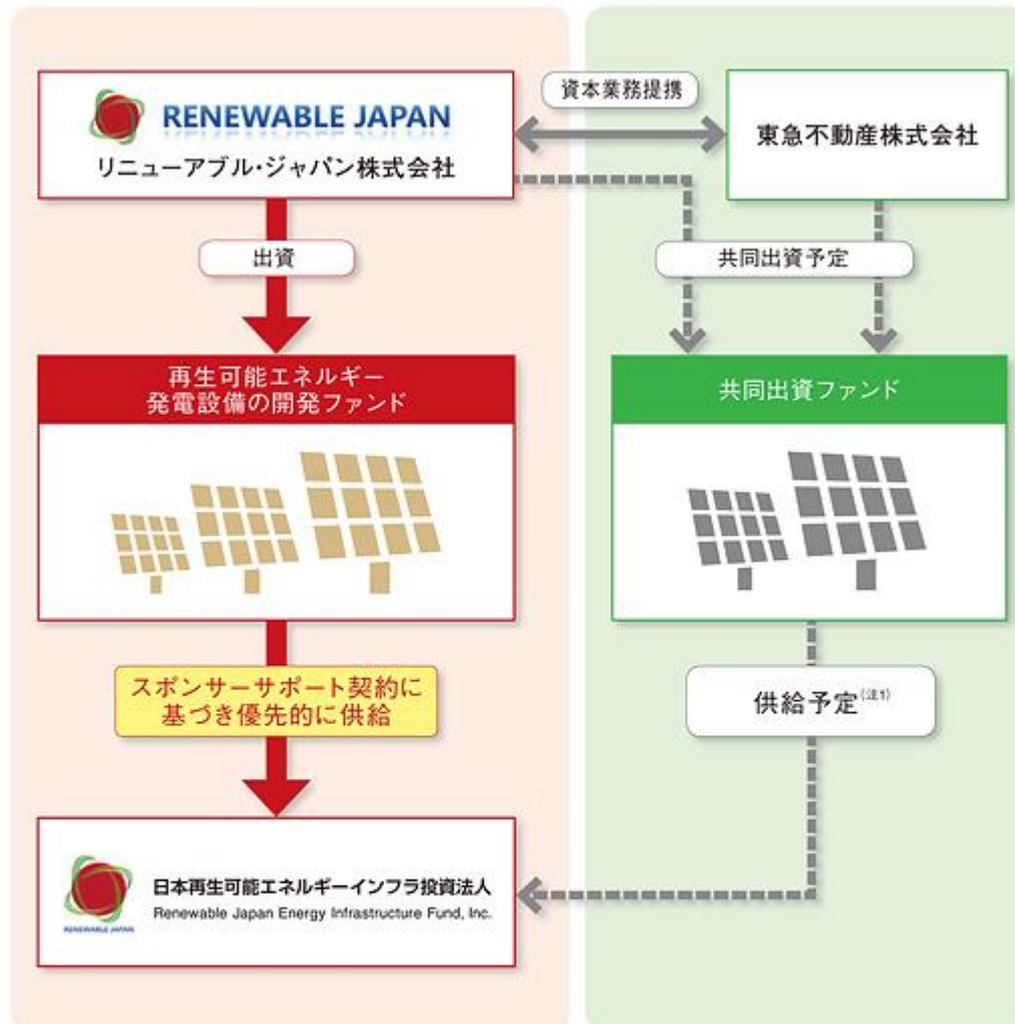 RENEWABLE JAPAN
リニューアブル・ジャパン株式会社
資本業務提携
東急不動産株式会社
出資
共同出資予定
再生可能エネルギー
発電設備の開発ファンド
共同出資ファンド
スポンサーサポート契約に
基づき優先的に供給
供給予定(注1)
日本再生可能エネルギーインフラ投資法人
Renewable Japan Energy Infrastructure Fund, Inc.
RENEWABLE JAPAN